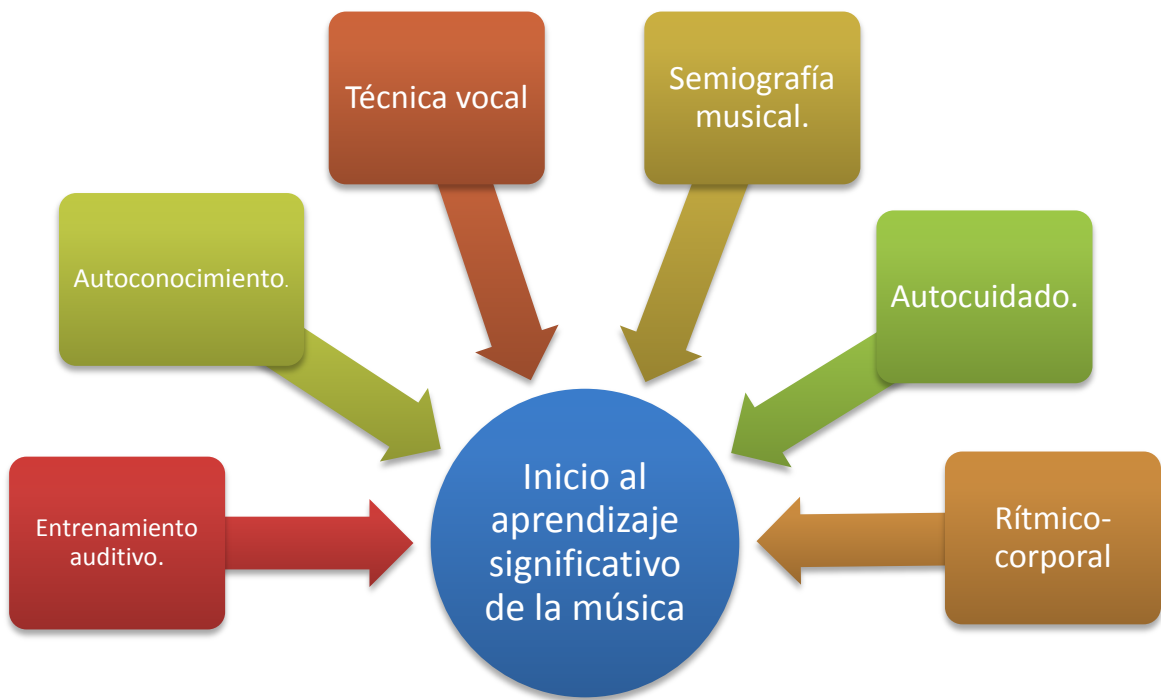 Técnica vocal
Semiografía
musical.
Autoconocimiento.
Autocuidado.
Entrenamiento
auditivo.
Inicio al
aprendizaje
significativo
de la música
Rítmico-
corporal